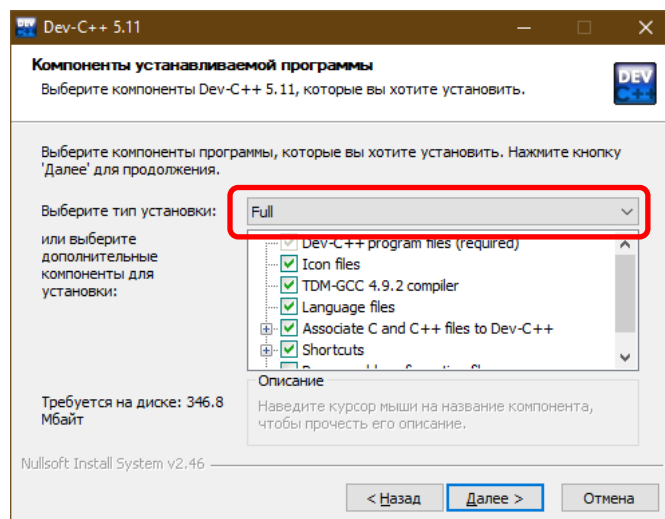 Dev-C++ 5.11
Компоненты устанавливаемой программы
Выберите компоненты Dev-C++ 5.11, которые вы хотите установить.
DEV
C++
Выберите компоненты программы, которые вы хотите установить. Нажмите кнопку
'Далее' для продолжения.
Выберите тип установки:
Full
или выберите
дополнительные
компоненты для
установки:
Dev-C++ program files (required)
Icon files
TDM-GCC 4.9.2 compiler
Language files
Associate C and C++ files to Dev-C++
Shortcuts
Требуется на диске: 346.8
Мбайт
Описание
Наведите курсор мыши на название компонента,
чтобы прочесть его описание.
Nullsoft Install System v2.46
< Назад
Далее >
Отмена